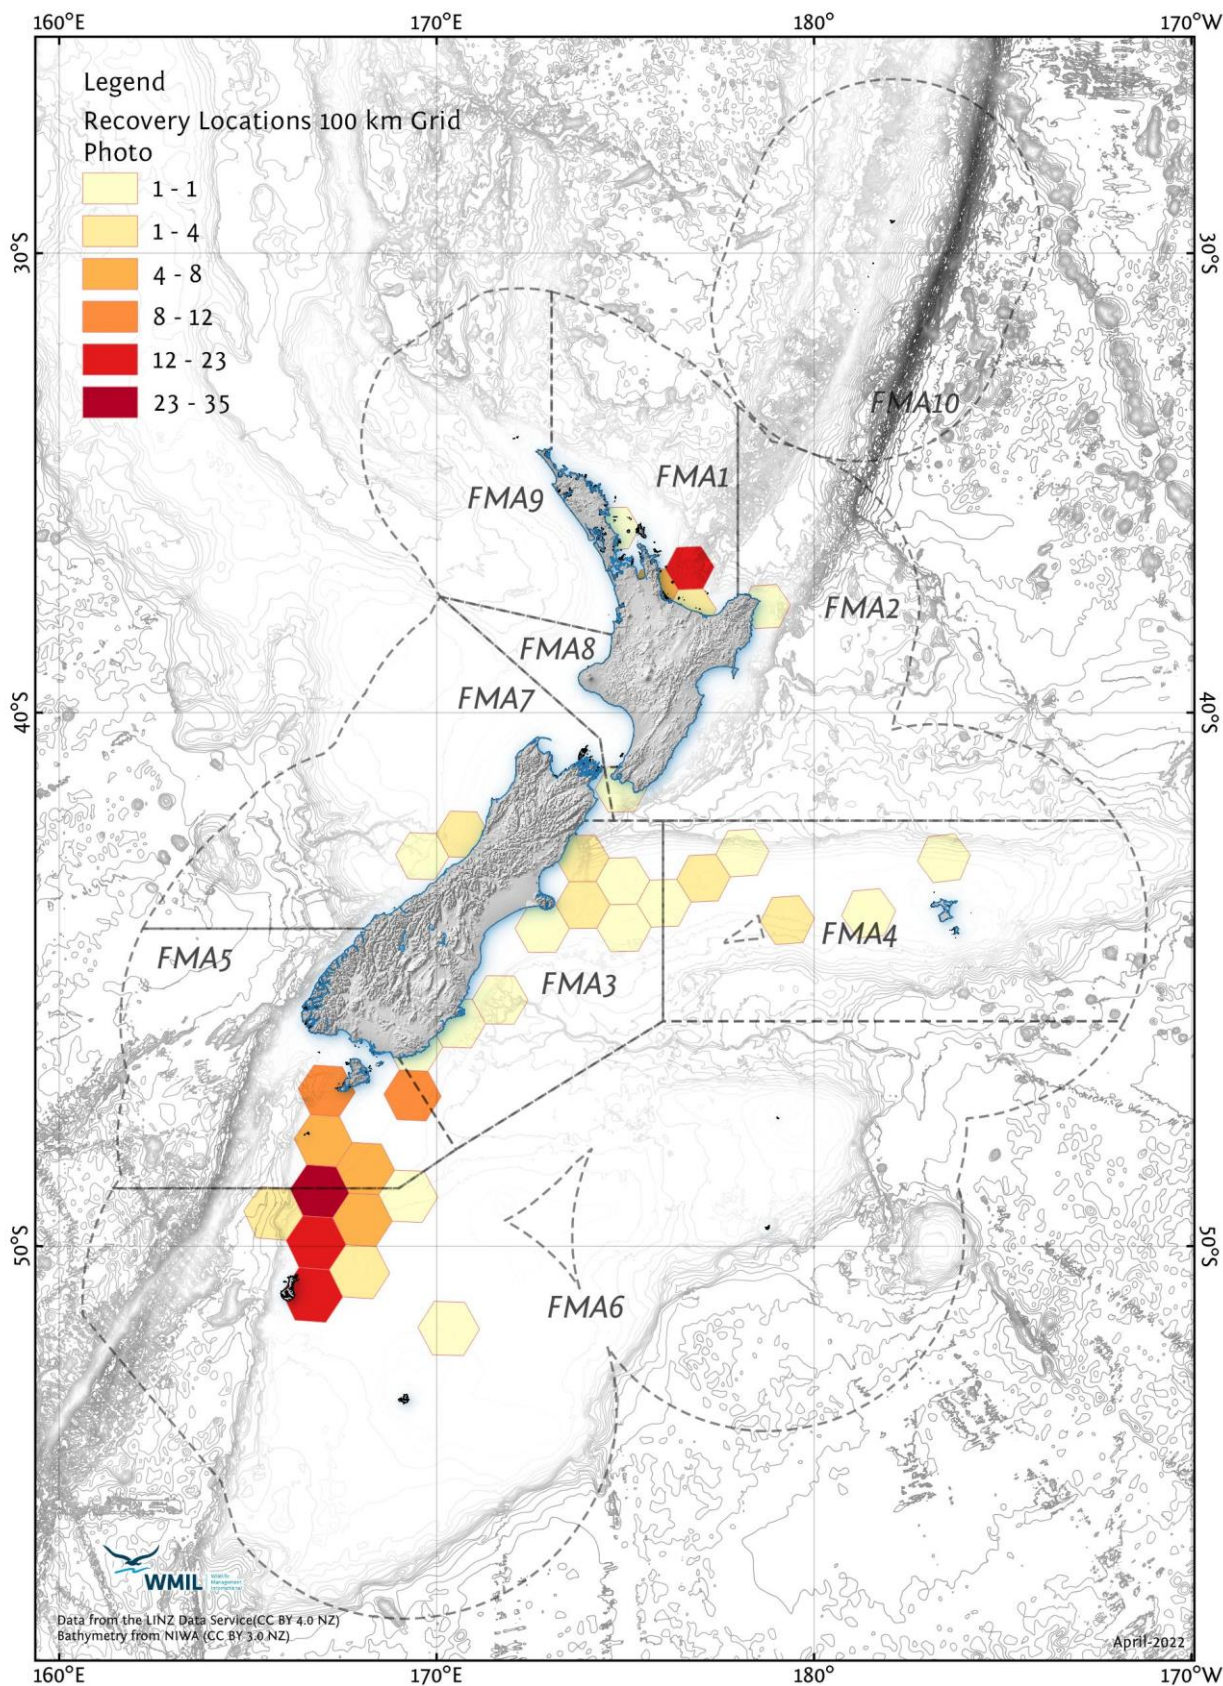 160°E 170°E 180° 170°W
Legend
Recovery Locations 100 km Grid
Photo
1 - 1
1 - 4
4 - 8
8 - 12
12 - 23
23 - 35
30°S 30°S
FMA10
FMA1
FMA9
FMA2
FMA8
FMA7
40°S 40°S
FMA4
FMA5
FMA3
50°S 50°S
FMA6
WMIL Wildlife
Management
International
Data from the LINZ Data Service(CC BY 4.0 NZ)
Bathymetry from NIWA (CC BY 3.0 NZ)
April-2022
160°E 170°E 180° 170°W